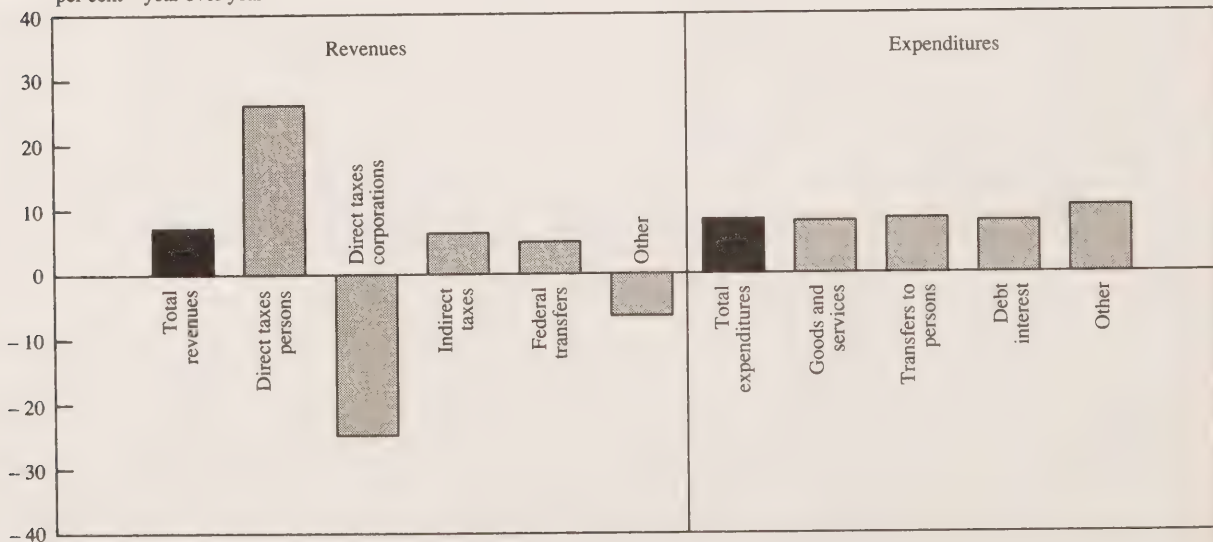 per cent – year over year
40
30
20
10
0
– 10
– 20
– 30
– 40
Revenues
Total
revenues
Direct taxes
persons
Direct taxes
corporations
Indirect
taxes
Federal
transfers
Other
Expenditures
Total
expenditures
Goods and
services
Transfers to
persons
Debt
interest
Other